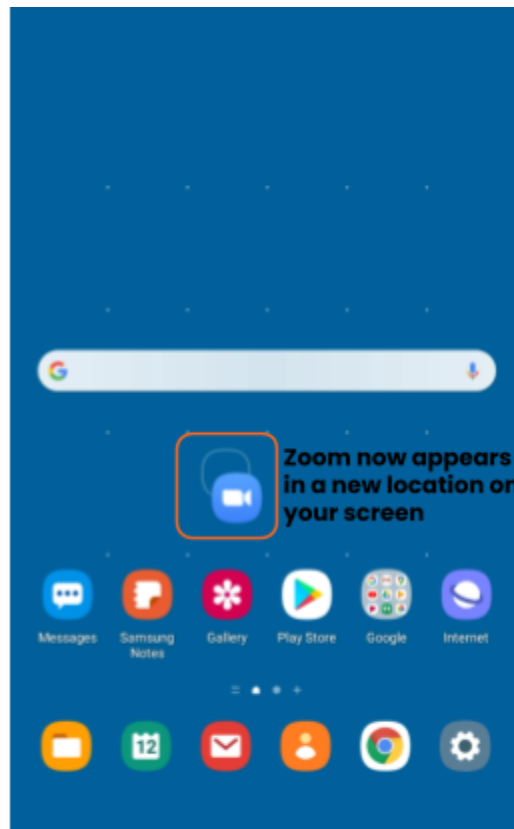 Zoom now appears
in a new location on
your screen
Messages
Samsung
Notes
Gallery
Play Store
Google
Internet
12